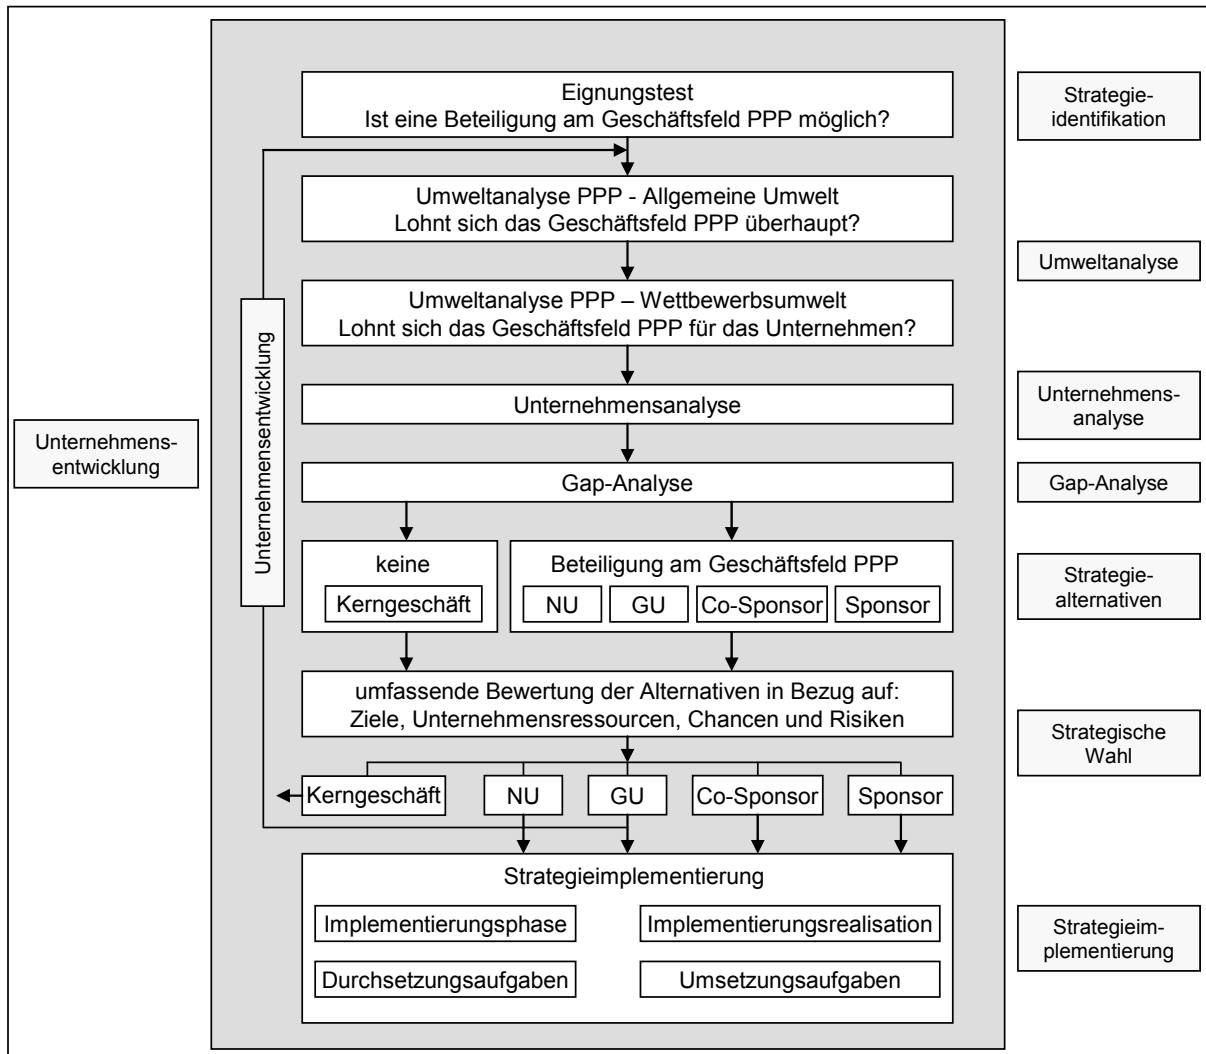 Eignungstest
Ist eine Beteiligung am Geschäftsfeld PPP möglich?
Strategie-
identifikation
Umweltanalyse PPP - Allgemeine Umwelt
Lohnt sich das Geschäftsfeld PPP überhaupt?
Umweltanalyse
Umweltanalyse PPP – Wettbewerbsumwelt
Lohnt sich das Geschäftsfeld PPP für das Unternehmen?
Unternehmensentwicklung
Unternehmensanalyse
Unternehmens-
analyse
Unternehmens-
entwicklung
Gap-Analyse
Gap-Analyse
keine
Kerngeschäft
Beteiligung am Geschäftsfeld PPP
NU GU Co-Sponsor Sponsor
Strategie-
alternativen
umfassende Bewertung der Alternativen in Bezug auf:
Ziele, Unternehmensressourcen, Chancen und Risiken
Strategische
Wahl
Kerngeschäft NU GU Co-Sponsor Sponsor
Strategieimplementierung
Implementierungsphase Implementierungsrealisation
Durchsetzungsaufgaben Umsetzungsaufgaben
Strategieim-
plementierung